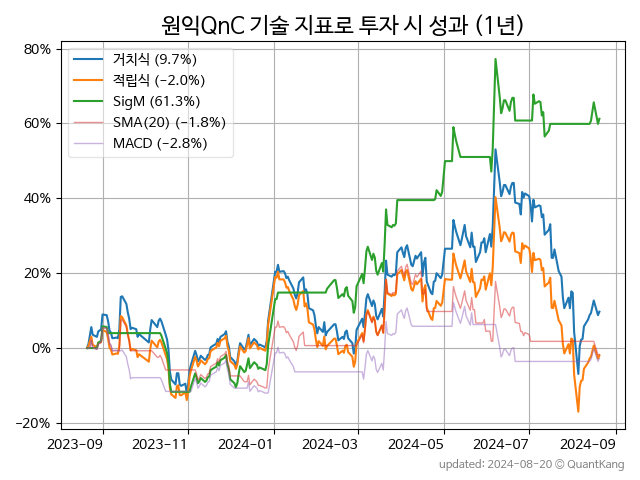 원익QnC 기술 지표로 투자 시 성과 (1년)
80%
60%
40%
20%
0%
−20%
거치식 (9.7%)
적립식 (−2.0%)
SigM (61.3%)
SMA(20) (−1.8%)
MACD (−2.8%)
2023-09 2023-11 2024-01 2024-03 2024-05 2024-07 2024-09
updated: 2024-08-20 © QuantKang